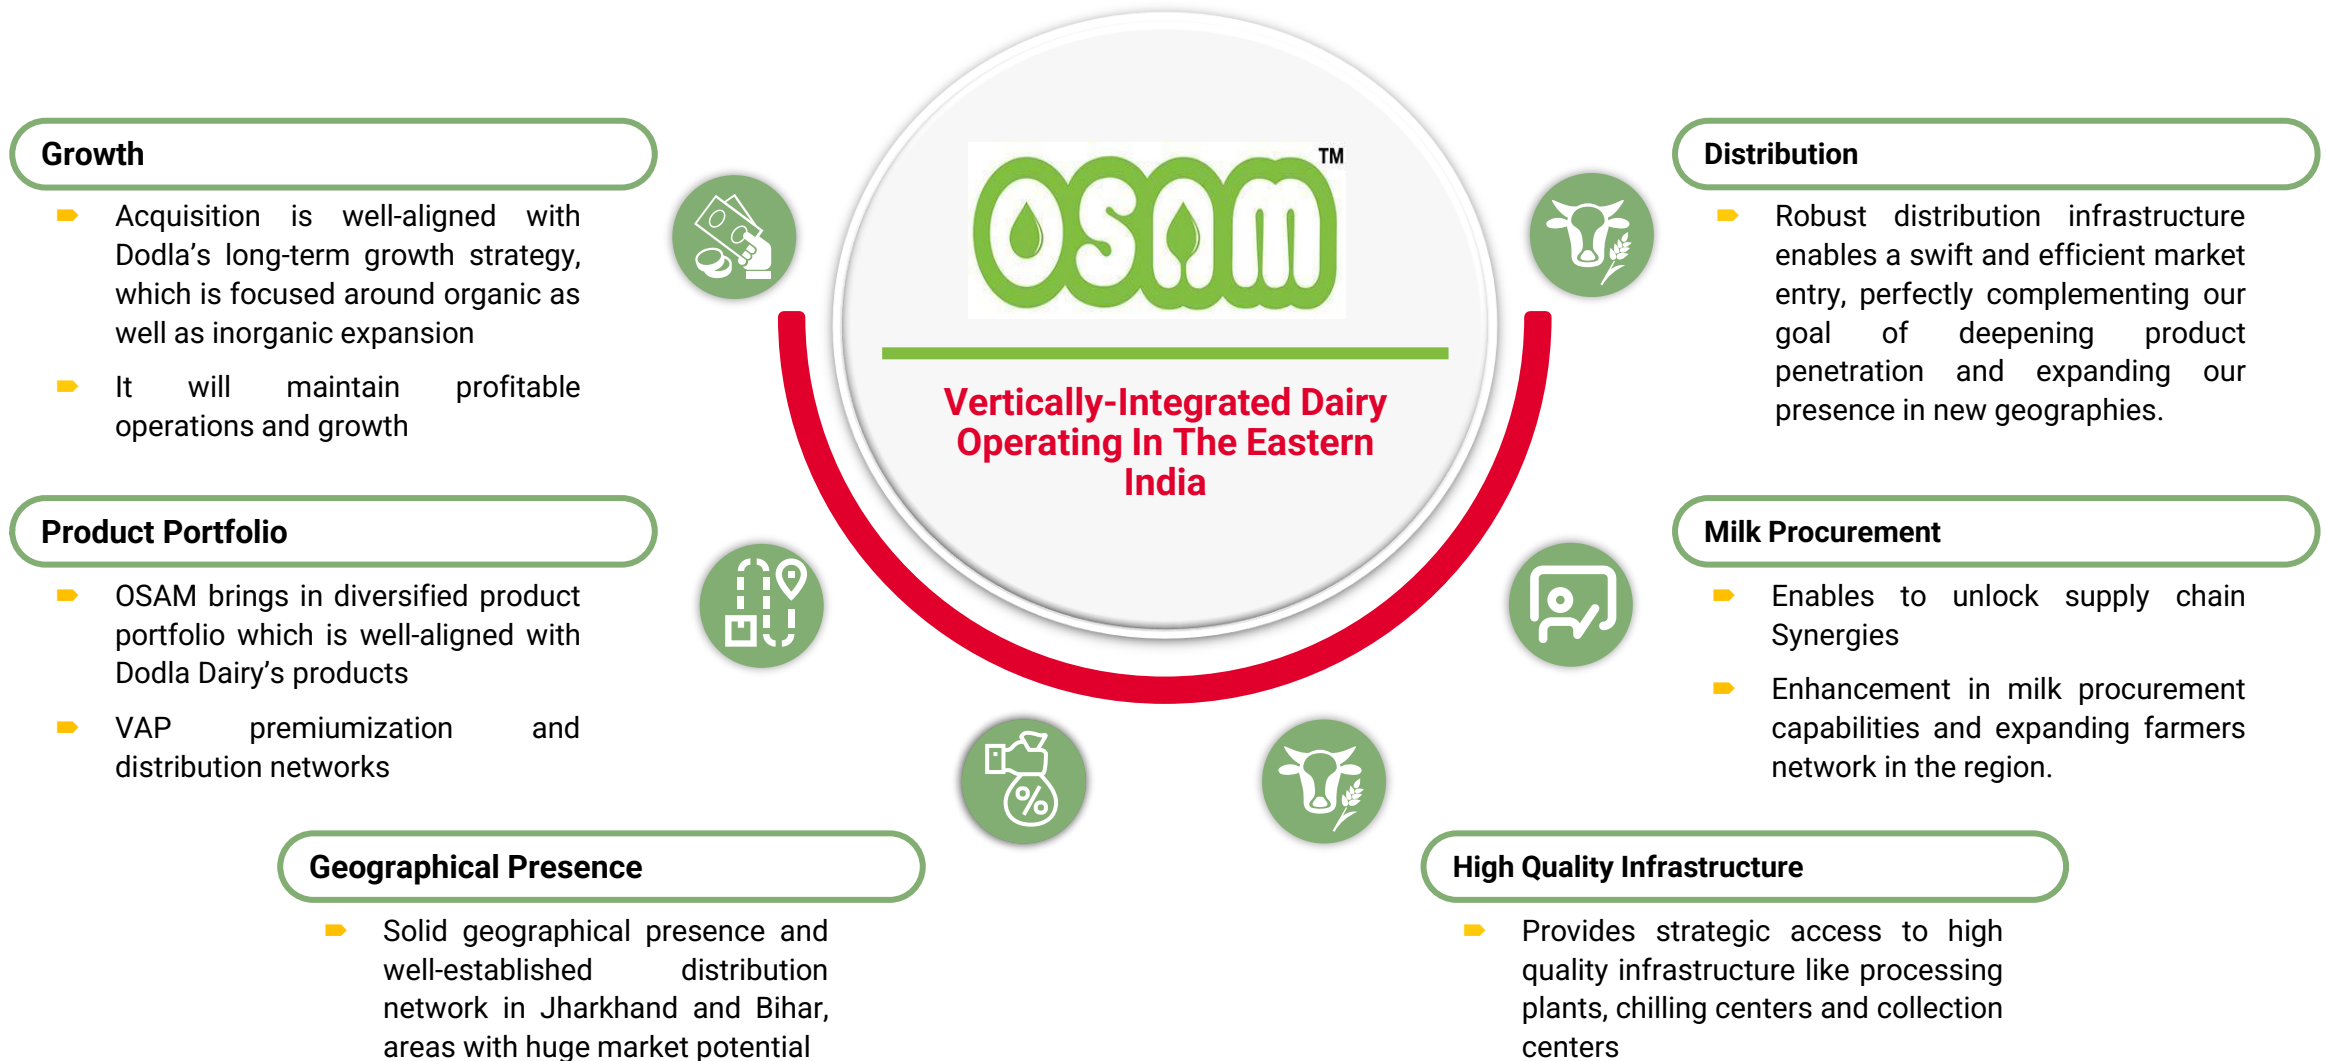 OSAM
TM
Vertically-Integrated Dairy
Operating In The Eastern
India
Growth
Acquisition is well-aligned with
Dodla’s long-term growth strategy,
which is focused around organic as
well as inorganic expansion
It will maintain profitable
operations and growth
Product Portfolio
OSAM brings in diversified product
portfolio which is well-aligned with
Dodla Dairy’s products
VAP premiumization and
distribution networks
Geographical Presence
Solid geographical presence and
well-established distribution
network in Jharkhand and Bihar,
areas with huge market potential
Distribution
Robust distribution infrastructure
enables a swift and efficient market
entry, perfectly complementing our
goal of deepening product
penetration and expanding our
presence in new geographies.
Milk Procurement
Enables to unlock supply chain
Synergies
Enhancement in milk procurement
capabilities and expanding farmers
network in the region.
High Quality Infrastructure
Provides strategic access to high
quality infrastructure like processing
plants, chilling centers and collection
centers